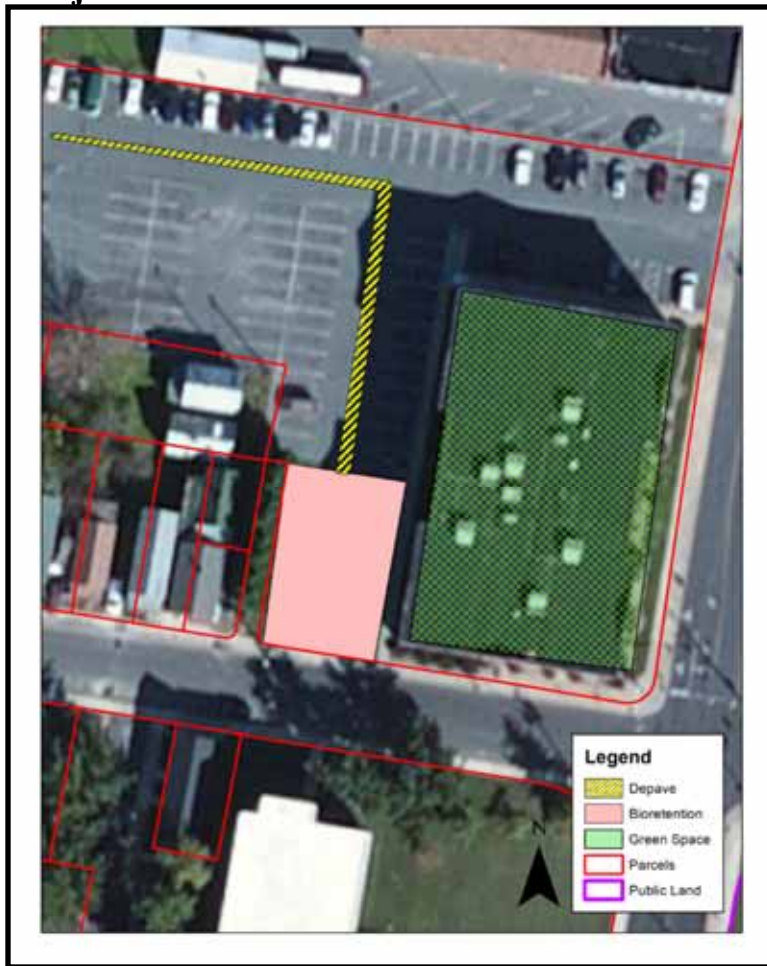 N
Legend
Depave
Bioretention
Green Space
Parcels
Public Land